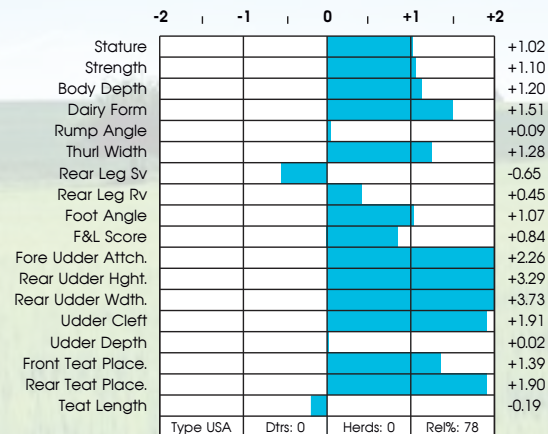 -2 -1 0 +1 +2
Stature +1.02
Strength +1.10
Body Depth +1.20
Dairy Form +1.51
Rump Angle +0.09
Thurl Width +1.28
Rear Leg Sv -0.65
Rear Leg Rv +0.45
Foot Angle +1.07
F&L Score +0.84
Fore Udder Attch. +2.26
Rear Udder Hght. +3.29
Rear Udder Wdth. +3.73
Udder Cleft +1.91
Udder Depth +0.02
Front Teat Place. +1.39
Rear Teat Place. +1.90
Teat Length -0.19
Type USA Dtrs: 0 Herds: 0 Rel%: 78